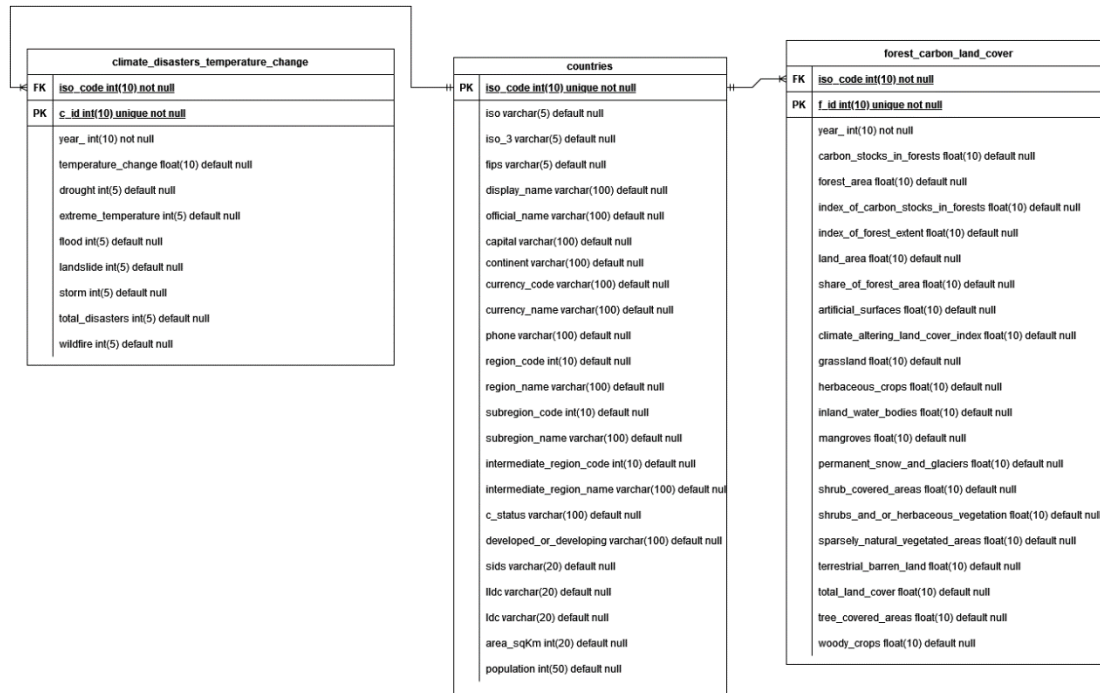 climate_disasters_temperature_change
FK iso_code int(10) not null
PK c_id int(10) unique not null
year_ int(10) not null
temperature_change float(10) default null
drought int(5) default null
extreme_temperature int(5) default null
flood int(5) default null
landslide int(5) default null
storm int(5) default null
total_disasters int(5) default null
wildfire int(5) default null
countries
PK iso_code int(10) unique not null
iso varchar(5) default null
iso_3 varchar(5) default null
fips varchar(5) default null
display_name varchar(100) default null
official_name varchar(100) default null
capital varchar(100) default null
continent varchar(100) default null
currency_code varchar(100) default null
currency_name varchar(100) default null
phone varchar(100) default null
region_code int(10) default null
region_name varchar(100) default null
subregion_code int(10) default null
subregion_name varchar(100) default null
intermediate_region_code int(10) default null
intermediate_region_name varchar(100) default null
c_status varchar(100) default null
developed_or_developing varchar(100) default null
sids varchar(20) default null
lldc varchar(20) default null
ldc varchar(20) default null
area_sqKm int(20) default null
population int(50) default null
forest_carbon_land_cover
FK iso_code int(10) not null
PK f_id int(10) unique not null
year_ int(10) not null
carbon_stocks_in_forests float(10) default null
forest_area float(10) default null
index_of_carbon_stocks_in_forests float(10) default null
index_of_forest_extent float(10) default null
land_area float(10) default null
share_of_forest_area float(10) default null
artificial_surfaces float(10) default null
climate_altering_land_cover_index float(10) default null
grassland float(10) default null
herbaceous_crops float(10) default null
inland_water_bodies float(10) default null
mangroves float(10) default null
permanent_snow_and_glaciers float(10) default null
shrub_covered_areas float(10) default null
shrubs_and_or_herbaceous_vegetation float(10) default null
sparsely_natural_vegetated_areas float(10) default null
terrestrial_barren_land float(10) default null
total_land_cover float(10) default null
tree_covered_areas float(10) default null
woody_crops float(10) default null